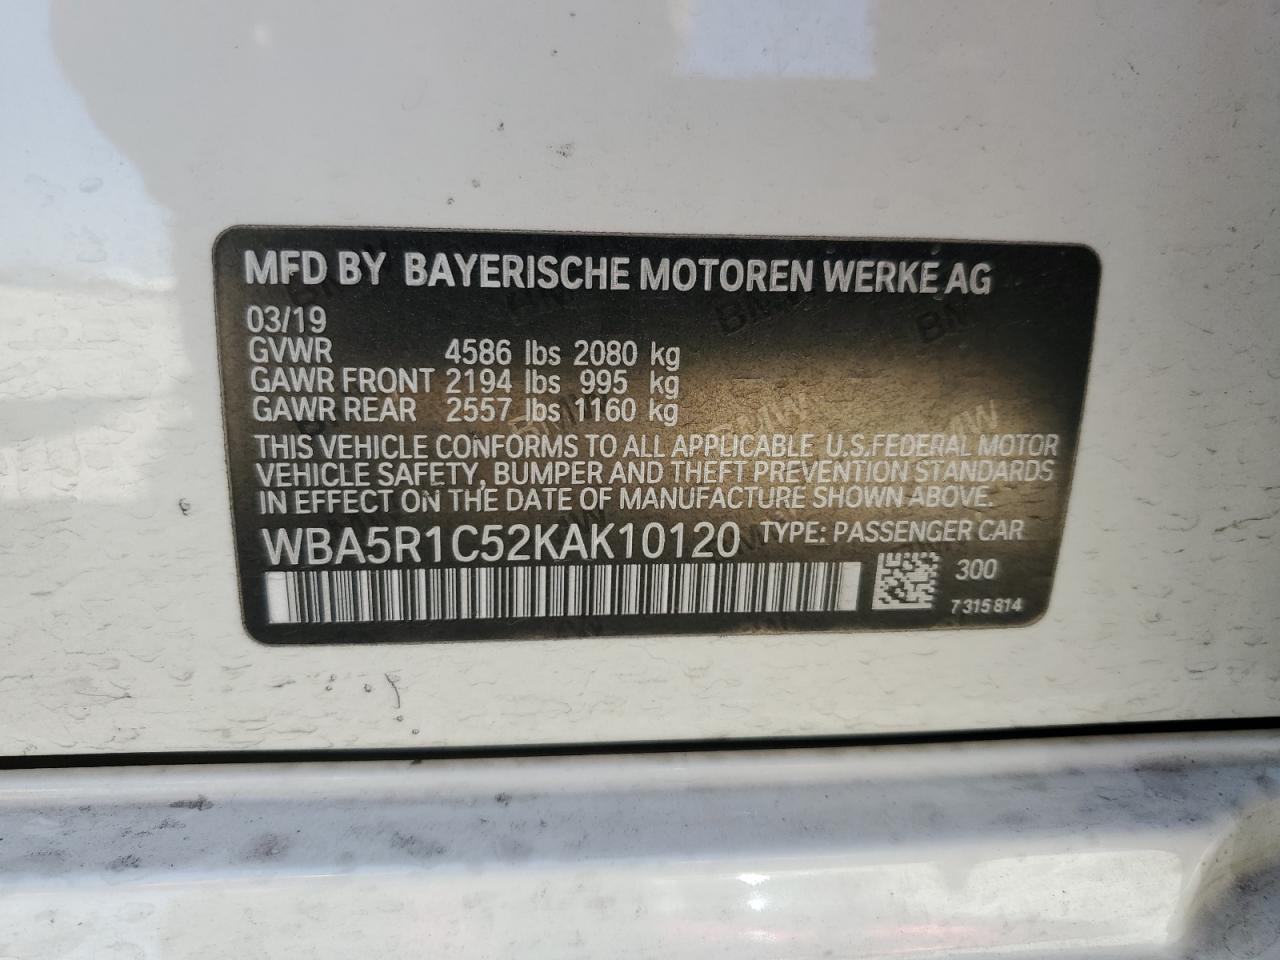 MFD BY BAYERISCHE MOTOREN WERKE AG
03/19
GVWR 4586 lbs 2080 kg
GAWR FRONT 2194 lbs 995 kg
GAWR REAR 2557 lbs 1160 kg
THIS VEHICLE CONFORMS TO ALL APPLICABLE U.S.FEDERAL MOTOR
VEHICLE SAFETY, BUMPER AND THEFT PREVENTION STANDARDS
IN EFFECT ON THE DATE OF MANUFACTURE SHOWN ABOVE.
WBA5R1C52KAK10120 TYPE: PASSENGER CAR
300
7 315 814